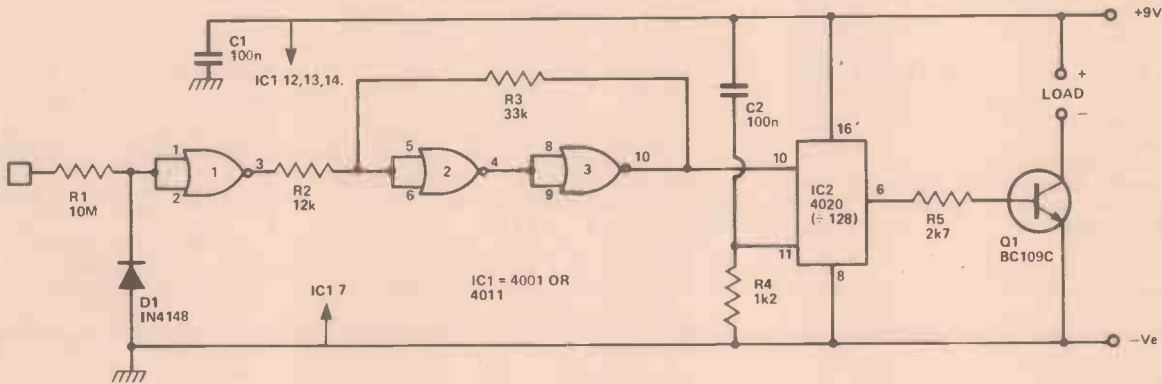 +9V
C1
100n
IC1 12,13,14.
R3
33k
C2
100n
+
LOAD
−
16
1
2
1
3
R2
12k
5
6
2
4
8
9
3
10
10
R1
10M
IC2
4020
(÷ 128)
6
R5
2k7
Q1
BC109C
11
8
D1
IN4148
IC1 7
IC1 = 4001 OR
4011
R4
1k2
−Ve